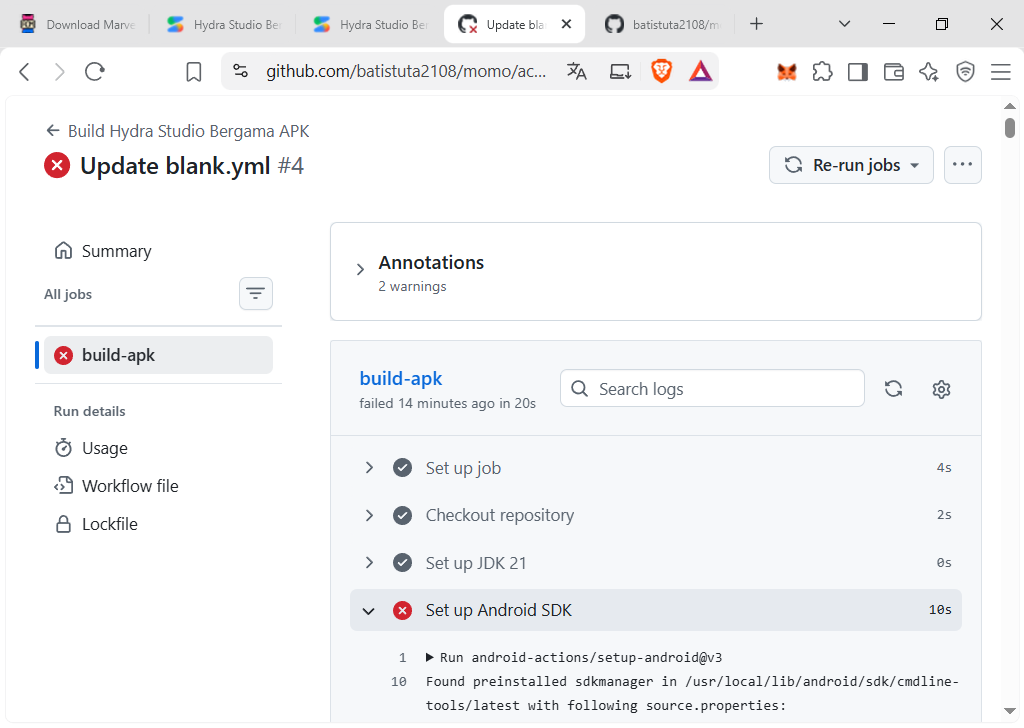 Download Marve
Hydra Studio Ber
Hydra Studio Ber
Update bla
batistuta2108/m
github.com/batistuta2108/momo/ac...
Build Hydra Studio Bergama APK
Update blank.yml #4
Re-run jobs
Summary
All jobs
build-apk
Run details
Usage
Workflow file
Lockfile
Annotations
2 warnings
build-apk
failed 14 minutes ago in 20s
Search logs
Set up job 4s
Checkout repository 2s
Set up JDK 21 0s
Set up Android SDK 10s
1 Run android-actions/setup-android@v3
10 Found preinstalled sdkmanager in /usr/local/lib/android/sdk/cmdline-
tools/latest with following source.properties: